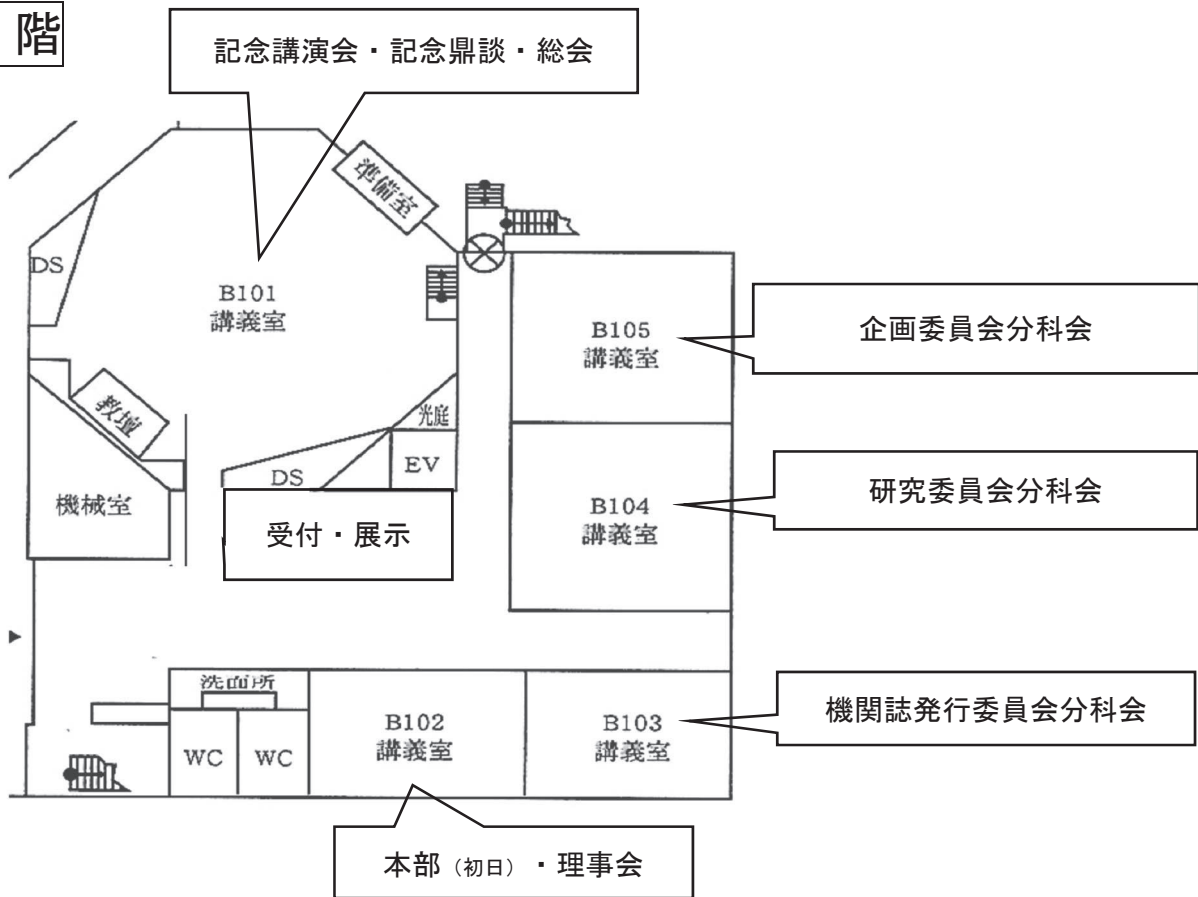 階
記念講演会・記念鼎談・総会
準備室
DS
B101
講義室
B105
講義室
企画委員会分科会
教壇
光庭
DS
EV
機械室
受付・展示
B104
講義室
研究委員会分科会
洗面所
WC
WC
B102
講義室
B103
講義室
機関誌発行委員会分科会
本部（初日）・理事会